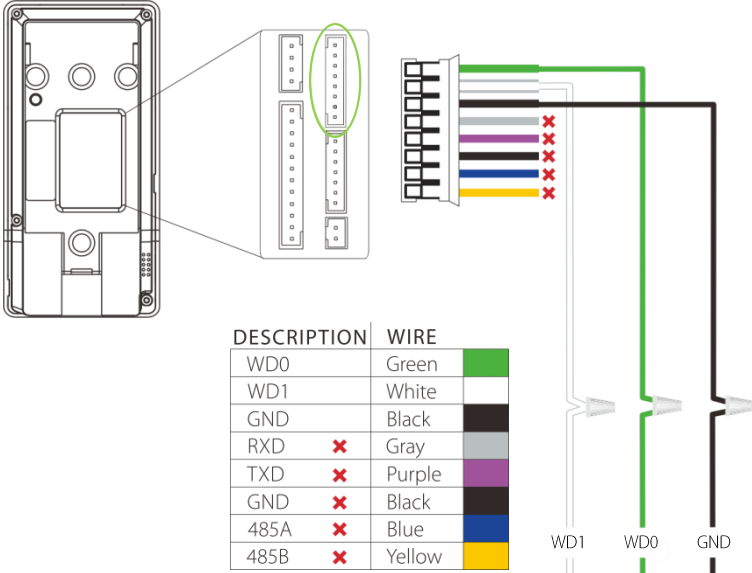 DESCRIPTION WIRE
WD0 Green
WD1 White
GND Black
RXD Gray
TXD Purple
GND Black
485A Blue
485B Yellow
WD1 WD0 GND